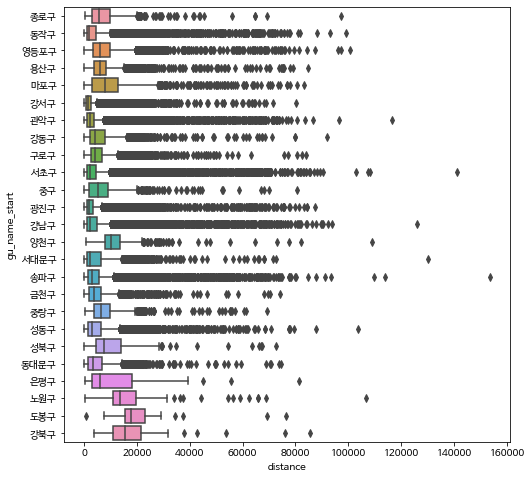 종로구
동작구
영등포구
용산구
마포구
강서구
관악구
강동구
구로구
서초구
중구
광진구
강남구
양천구
서대문구
송파구
금천구
중랑구
성동구
성북구
동대문구
은평구
노원구
도봉구
강북구
gu_name_start
0 20000 40000 60000 80000 100000 120000 140000 160000
distance